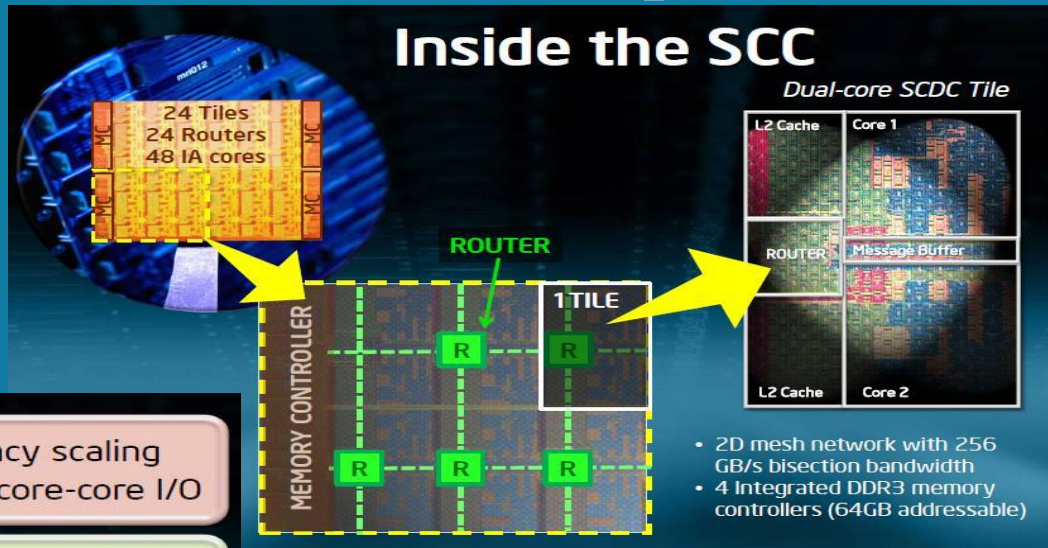 Inside the SCC
mrl012
24 Tiles
24 Routers
48 IA cores
MC
MC
MC
MC
Dual-core SCDC Tile
L2 Cache
Core 1
ROUTER
Message Buffer
L2 Cache
Core 2
ROUTER
1 TILE
MEMORY CONTROLLER
R
R
R
R
R
• 2D mesh network with 256
GB/s bisection bandwidth
• 4 Integrated DDR3 memory
controllers (64GB addressable)
scaling
core-core I/O